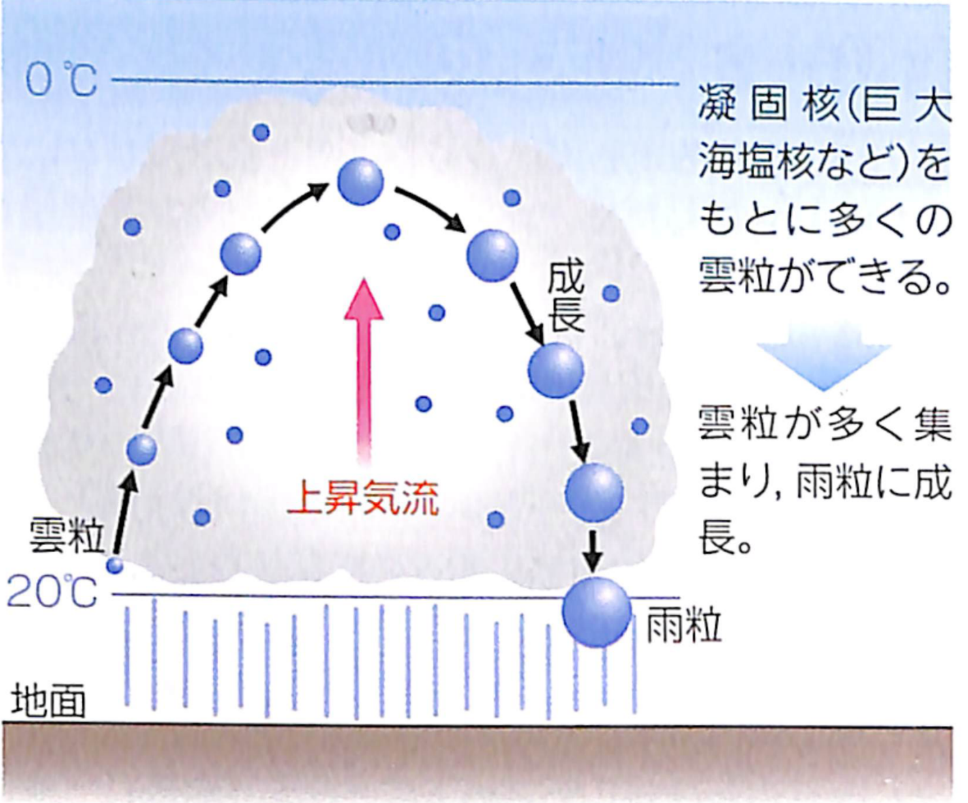 0℃
凝固核(巨大
海塩核など)を
もとに多くの
雲粒ができる。
成
長
雲粒が多く集
まり, 雨粒に成
長。
上昇気流
雲粒
20℃
雨粒
地面